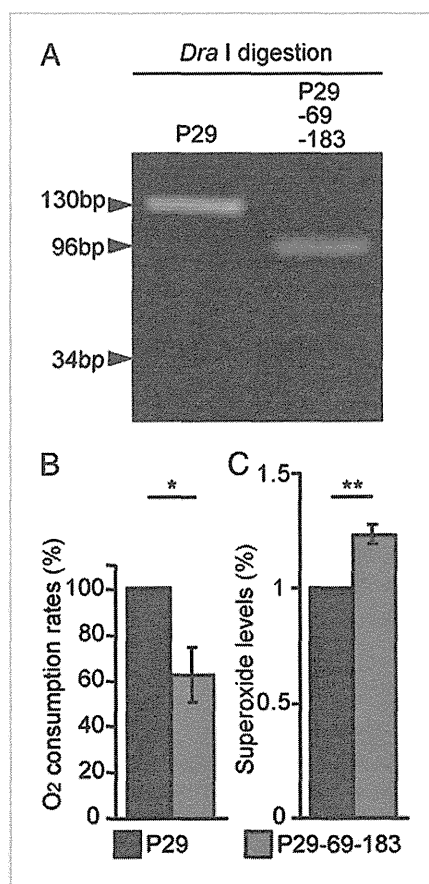 A
Dra I digestion
P29
P29
-69
-183
130bp
96bp
34bp
B
*
O2 consumption rates (%)
100
80
60
40
20
0
C
**
Superoxide levels (%)
1.5
1
0.5
0
P29
P29-69-183